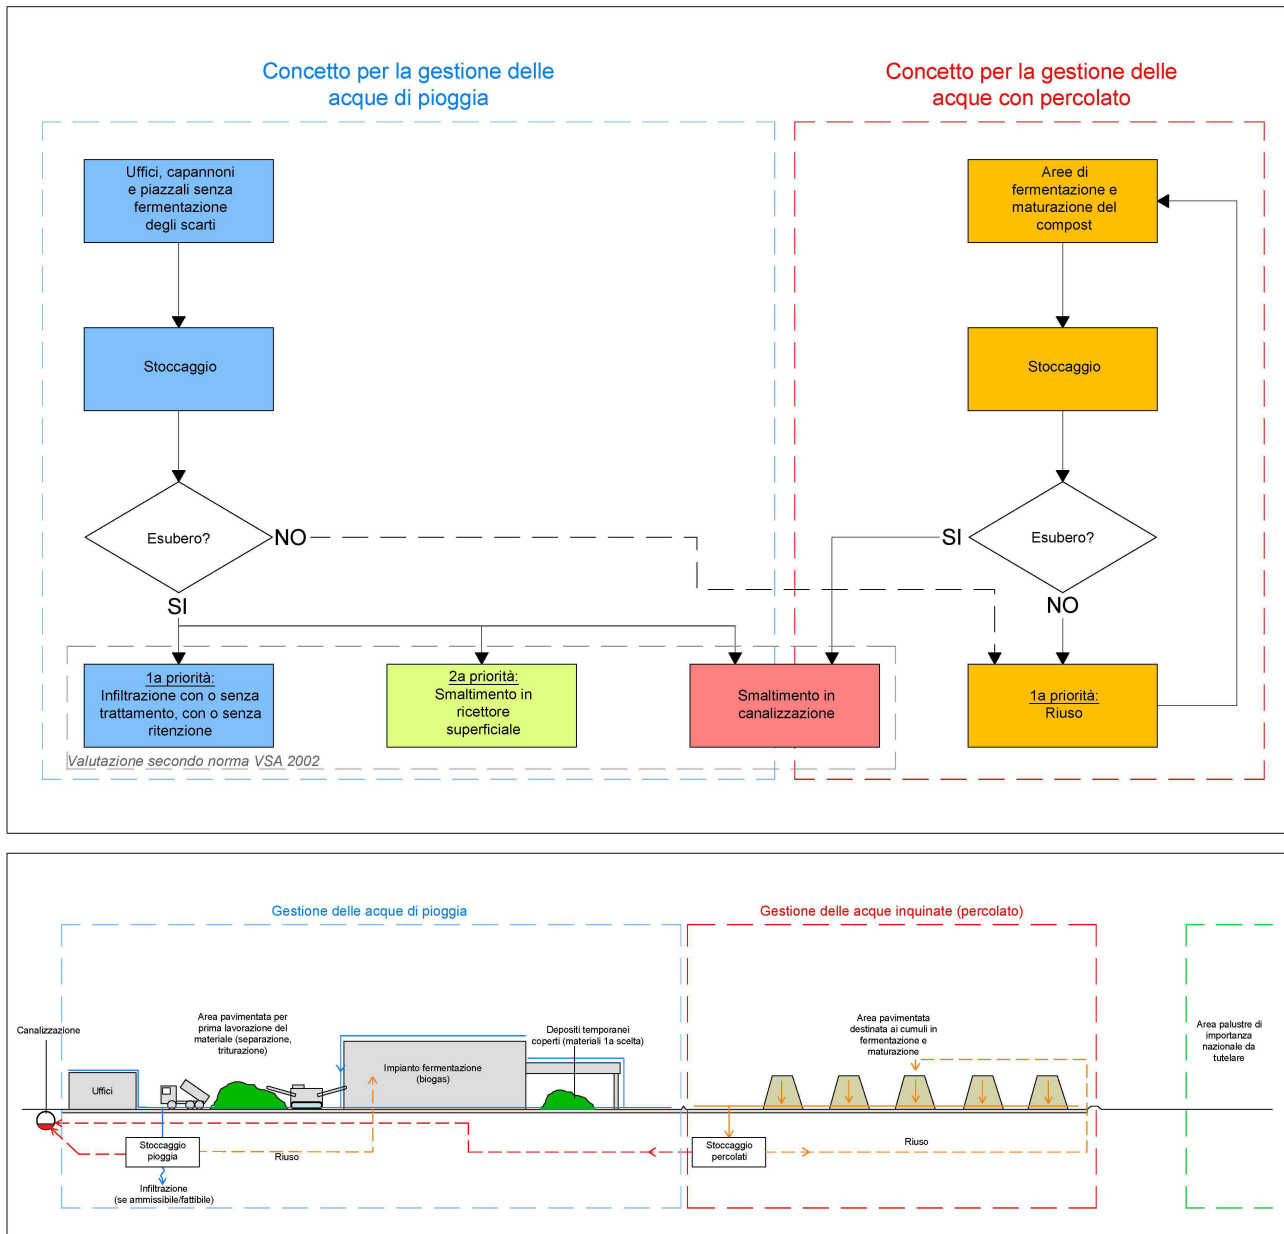 Concetto per la gestione delle
acque di pioggia
Concetto per la gestione delle
acque con percolato
Uffici, capannoni
e piazzali senza
fermentazione
degli scarti
Aree di
fermentazione e
maturazione del
compost
Stoccaggio
Stoccaggio
Esubero?
NO
SI
Esubero?
SI
NO
1a priorità:
Infiltrazione con o senza
trattamento, con o senza
ritenzione
2a priorità:
Smaltimento in
ricettore
superficiale
Smaltimento in
canalizzazione
1a priorità:
Riuso
Valutazione secondo norma VSA 2002
Gestione delle acque di pioggia
Gestione delle acque inquinate (percolato)
Canalizzazione
Area pavimentata per
prima lavorazione del
materiale (separazione,
triturazione)
Depositi temporanei
coperti (materiali 1a scelta)
Area pavimentata
destinata ai cumuli in
fermentazione e
maturazione
Area palustre di
importanza
nazionale da
tutelare
Uffici
Impianto fermentazione
(biogas)
Stoccaggio
pioggia
Riuso
Stoccaggio
percolati
Riuso
Infiltrazione
(se ammissibile/fattibile)